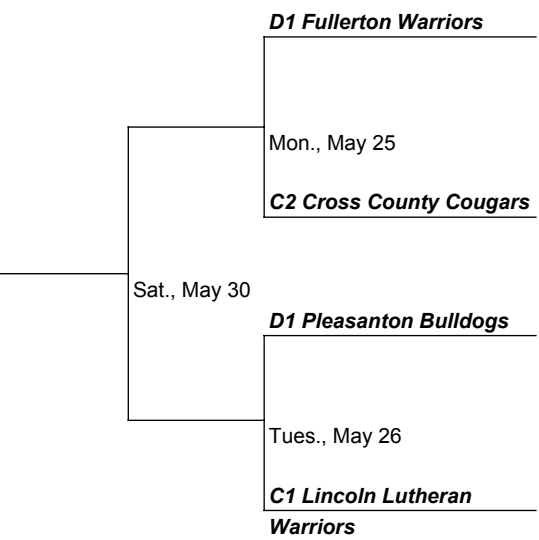 D1 Fullerton Warriors
Mon., May 25
C2 Cross County Cougars
Sat., May 30
D1 Pleasanton Bulldogs
Tues., May 26
C1 Lincoln Lutheran
Warriors